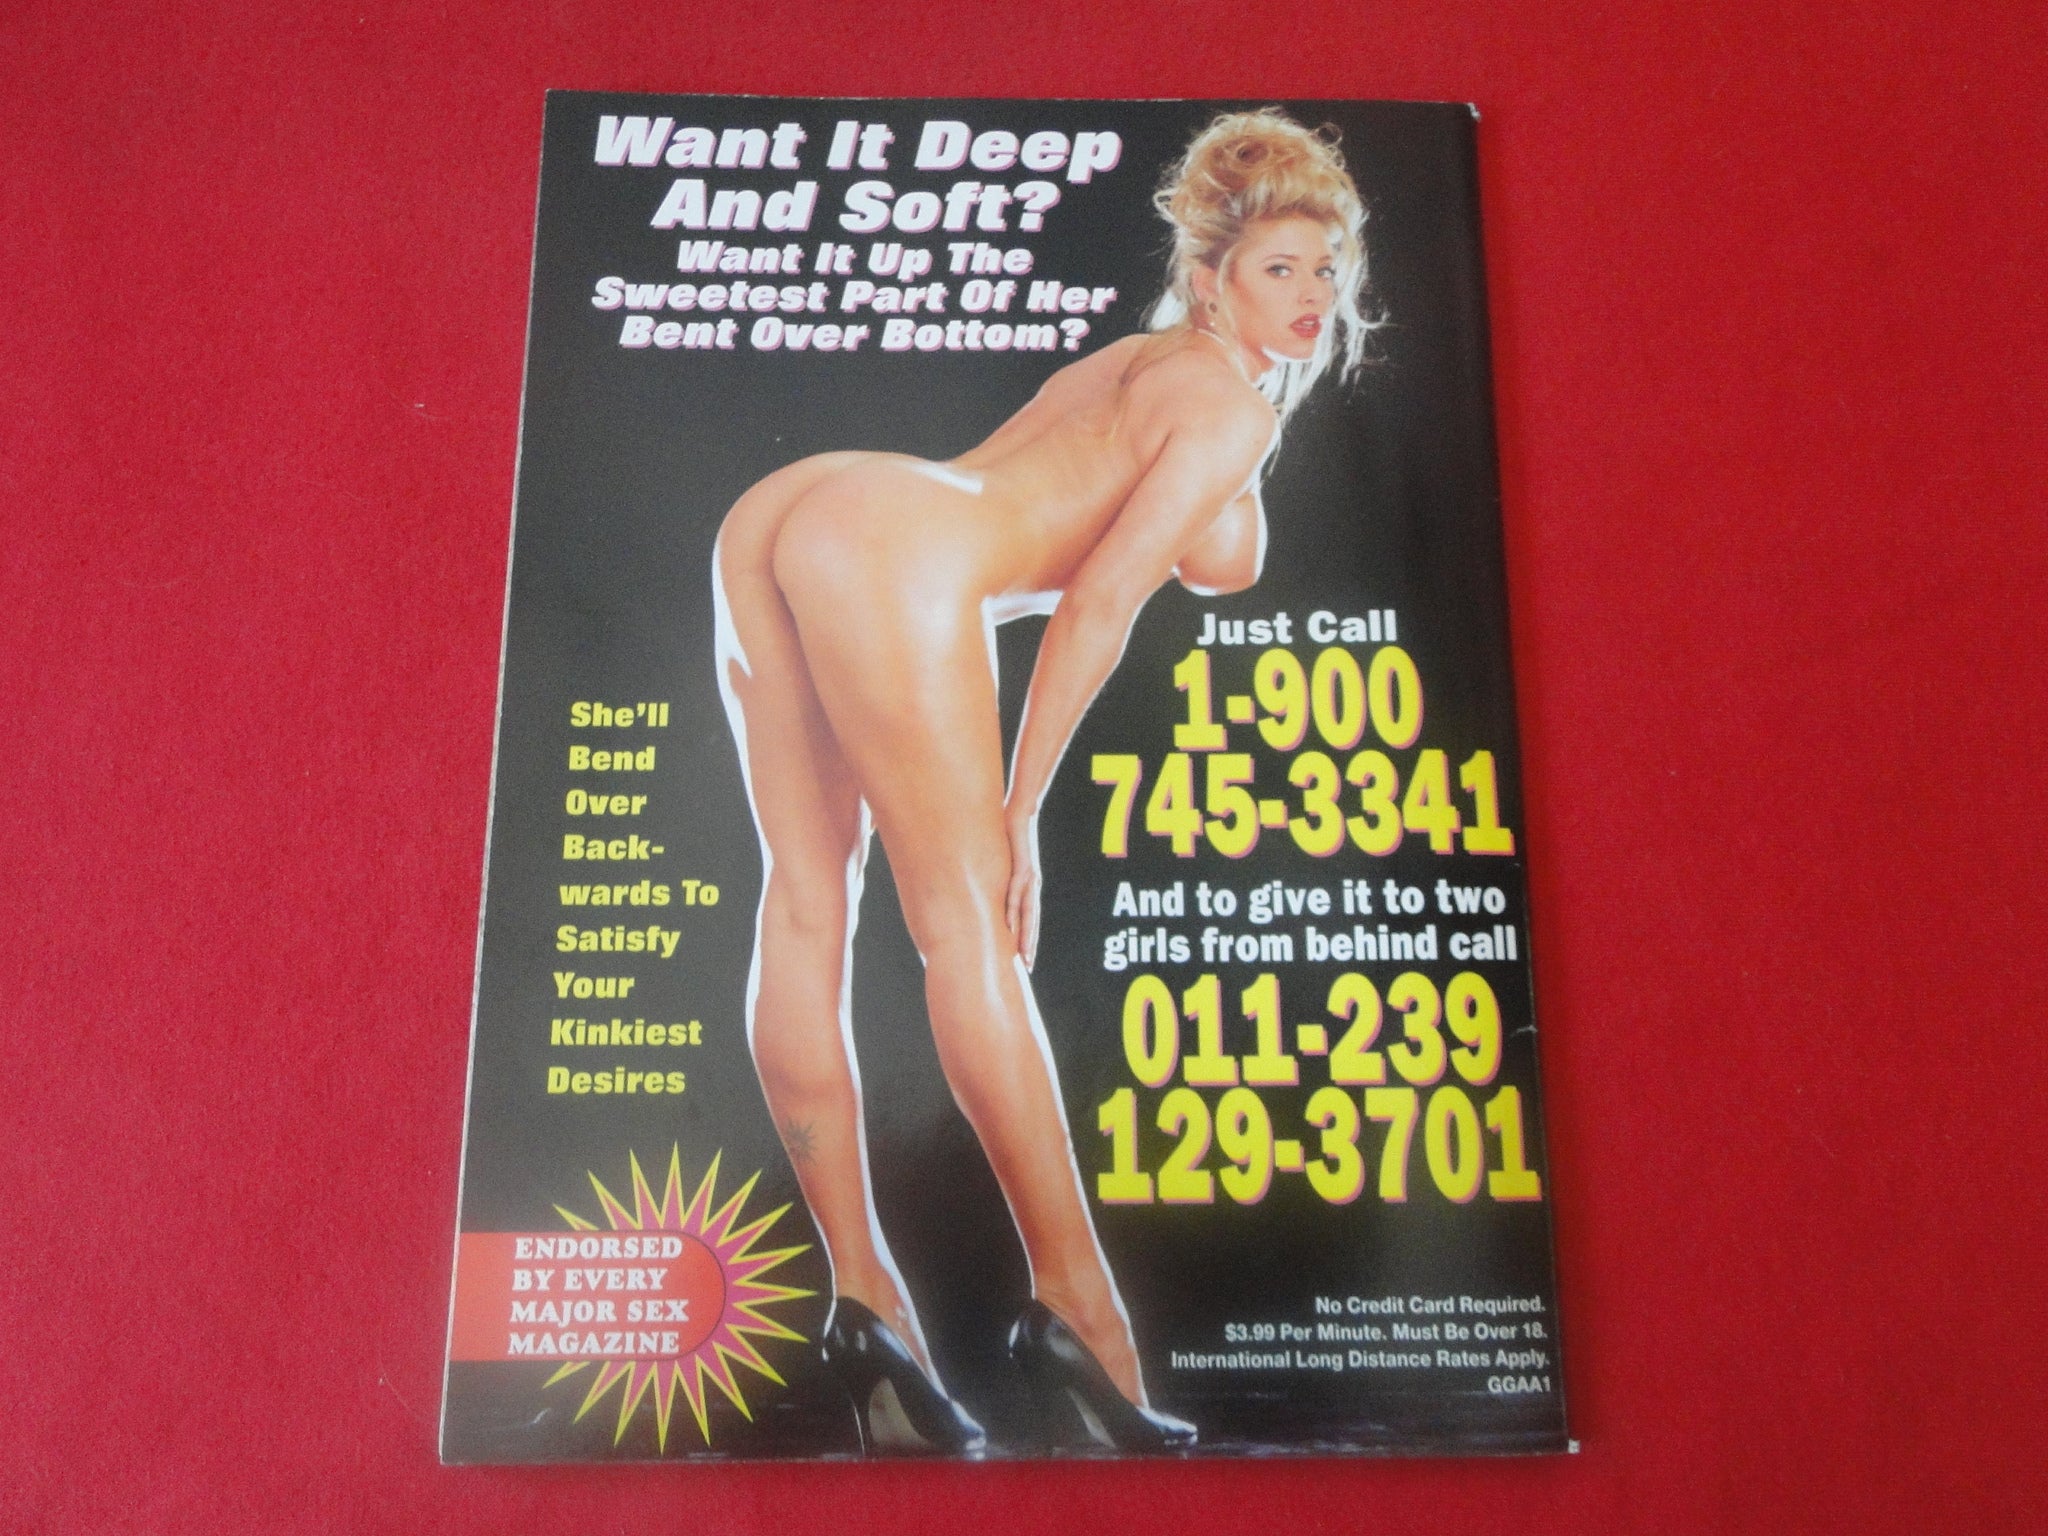 Want It Deep
And Soft?
Want It Up The
Sweetest Part Of Her
Bent Over Bottom?
She'll
Bend
Over
Back-
wards To
Satisfy
Your
Kinkiest
Desires
Just Call
1-900
745-3341
And to give it to two
girls from behind call
011-239
129-3701
ENDORSED
BY EVERY
MAJOR SEX
MAGAZINE
No Credit Card Required.
$3.99 Per Minute. Must Be Over 18.
International Long Distance Rates Apply.
GGAA1